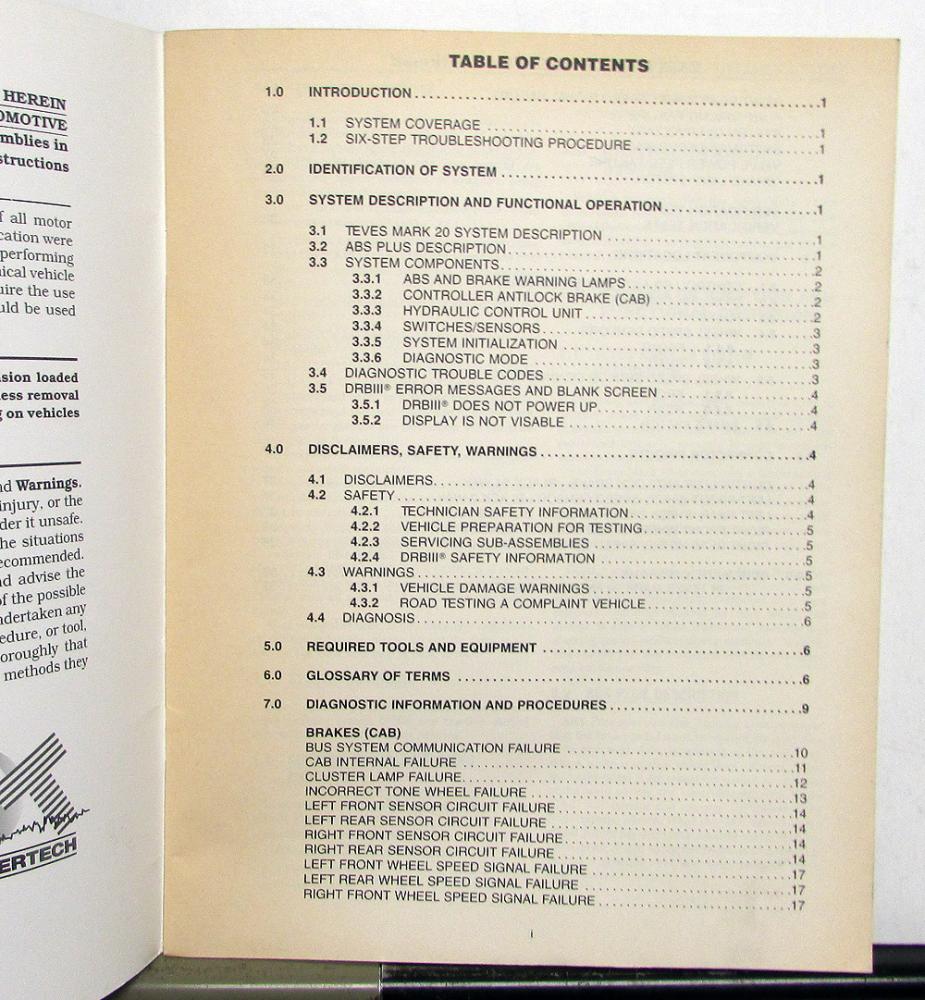 HEREIN
OMOTIVE
mblies in
structions
f all motor
cation were
performing
nical vehicle
uire the use
uld be used
sion loaded
less removal
g on vehicles
nd Warnings.
injury, or the
der it unsafe.
he situations
ecommended.
nd advise the
of the possible
ndertaken any
edure, or tool,
oroughly that
methods they
ERTECH
TABLE OF CONTENTS
1.0 INTRODUCTION 1
1.1 SYSTEM COVERAGE 1
1.2 SIX-STEP TROUBLESHOOTING PROCEDURE 1
2.0 IDENTIFICATION OF SYSTEM 1
3.0 SYSTEM DESCRIPTION AND FUNCTIONAL OPERATION 1
3.1 TEVES MARK 20 SYSTEM DESCRIPTION 1
3.2 ABS PLUS DESCRIPTION 1
3.3 SYSTEM COMPONENTS 2
3.3.1 ABS AND BRAKE WARNING LAMPS 2
3.3.2 CONTROLLER ANTILOCK BRAKE (CAB) 2
3.3.3 HYDRAULIC CONTROL UNIT 2
3.3.4 SWITCHES/SENSORS 3
3.3.5 SYSTEM INITIALIZATION 3
3.3.6 DIAGNOSTIC MODE 3
3.4 DIAGNOSTIC TROUBLE CODES 3
3.5 DRBIII® ERROR MESSAGES AND BLANK SCREEN 4
3.5.1 DRBIII® DOES NOT POWER UP 4
3.5.2 DISPLAY IS NOT VISABLE 4
4.0 DISCLAIMERS, SAFETY, WARNINGS 4
4.1 DISCLAIMERS 4
4.2 SAFETY 4
4.2.1 TECHNICIAN SAFETY INFORMATION 4
4.2.2 VEHICLE PREPARATION FOR TESTING 5
4.2.3 SERVICING SUB-ASSEMBLIES 5
4.2.4 DRBIII® SAFETY INFORMATION 5
4.3 WARNINGS 5
4.3.1 VEHICLE DAMAGE WARNINGS 5
4.3.2 ROAD TESTING A COMPLAINT VEHICLE 5
4.4 DIAGNOSIS 6
5.0 REQUIRED TOOLS AND EQUIPMENT 6
6.0 GLOSSARY OF TERMS 6
7.0 DIAGNOSTIC INFORMATION AND PROCEDURES 9
BRAKES (CAB)
BUS SYSTEM COMMUNICATION FAILURE 10
CAB INTERNAL FAILURE 11
CLUSTER LAMP FAILURE 12
INCORRECT TONE WHEEL FAILURE 13
LEFT FRONT SENSOR CIRCUIT FAILURE 14
LEFT REAR SENSOR CIRCUIT FAILURE 14
RIGHT FRONT SENSOR CIRCUIT FAILURE 14
RIGHT REAR SENSOR CIRCUIT FAILURE 14
LEFT FRONT WHEEL SPEED SIGNAL FAILURE 17
LEFT REAR WHEEL SPEED SIGNAL FAILURE 17
RIGHT FRONT WHEEL SPEED SIGNAL FAILURE 17
i